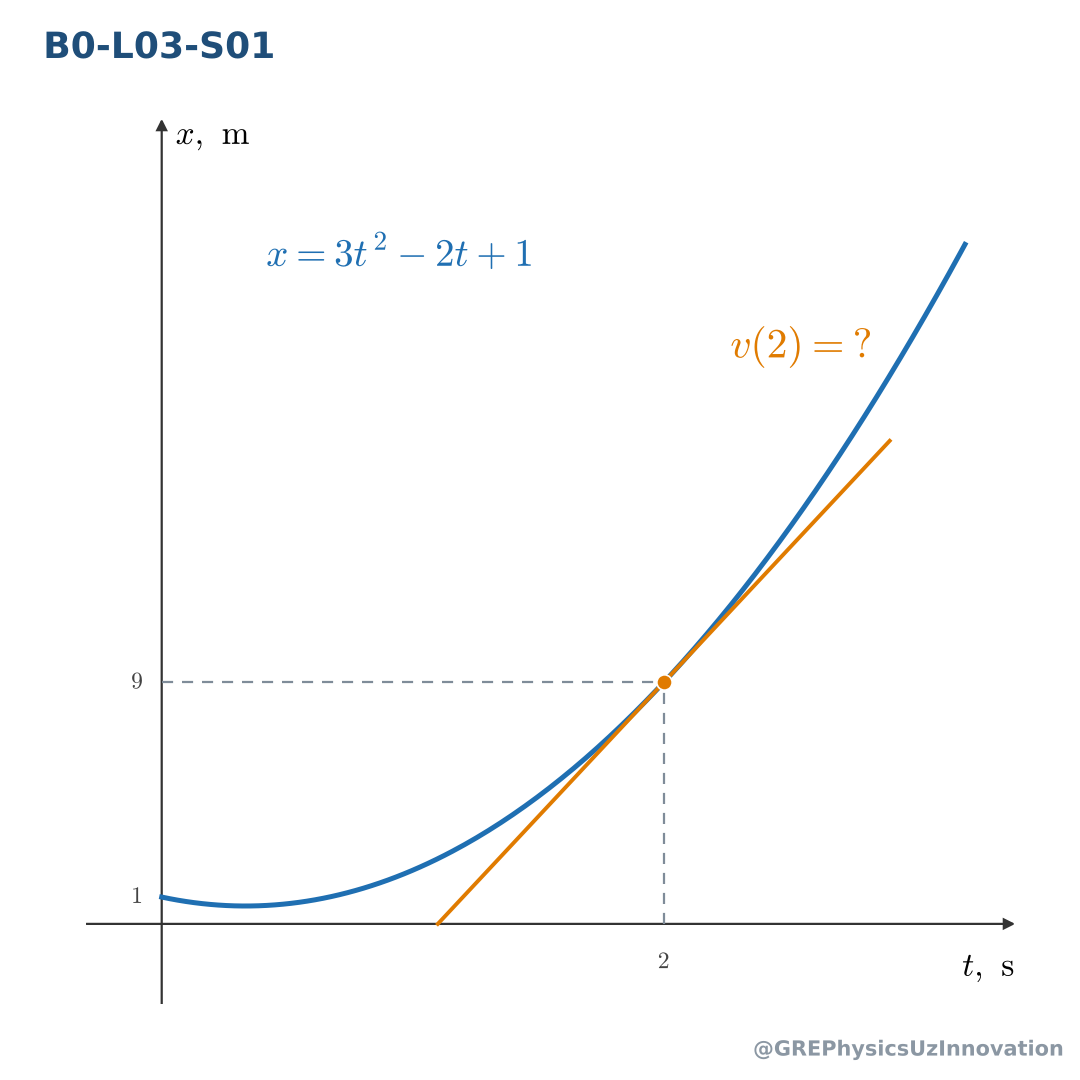 B0-L03-S01
x, m
x = 3t² − 2t + 1
v(2) = ?
9
1
2
t, s
@GREPhysicsUzInnovation